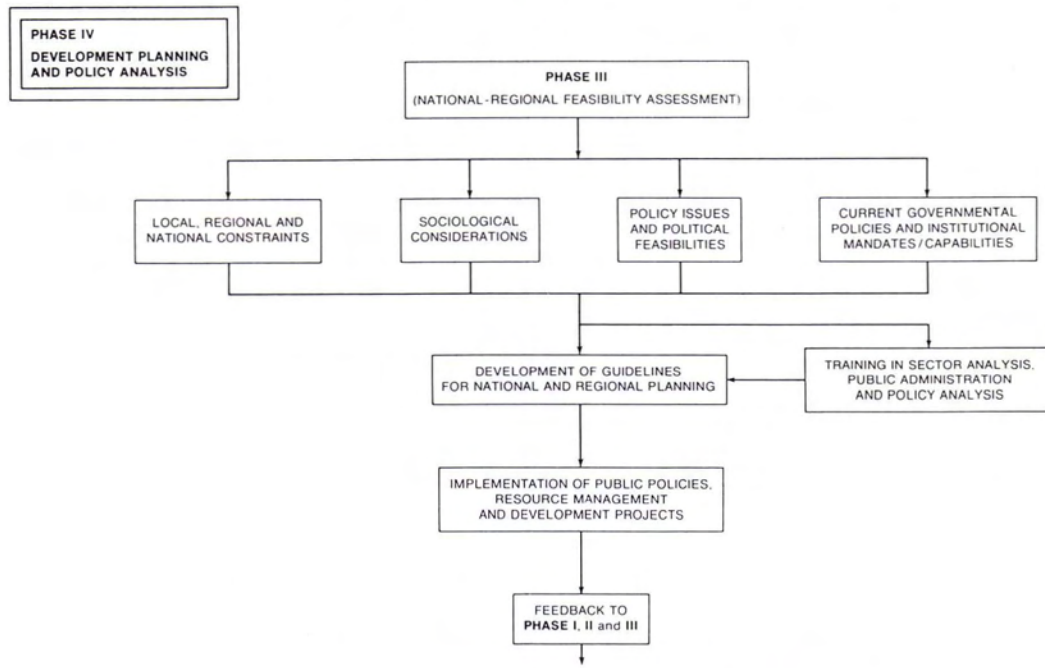 PHASE IV
DEVELOPMENT PLANNING
AND POLICY ANALYSIS
PHASE III
(NATIONAL-REGIONAL FEASIBILITY ASSESSMENT)
LOCAL, REGIONAL AND
NATIONAL CONSTRAINTS
SOCIOLOGICAL
CONSIDERATIONS
POLICY ISSUES
AND POLITICAL
FEASIBILITIES
CURRENT GOVERNMENTAL
POLICIES AND INSTITUTIONAL
MANDATES/CAPABILITIES
DEVELOPMENT OF GUIDELINES
FOR NATIONAL AND REGIONAL PLANNING
TRAINING IN SECTOR ANALYSIS,
PUBLIC ADMINISTRATION
AND POLICY ANALYSIS
IMPLEMENTATION OF PUBLIC POLICIES,
RESOURCE MANAGEMENT
AND DEVELOPMENT PROJECTS
FEEDBACK TO
PHASE I, II and III